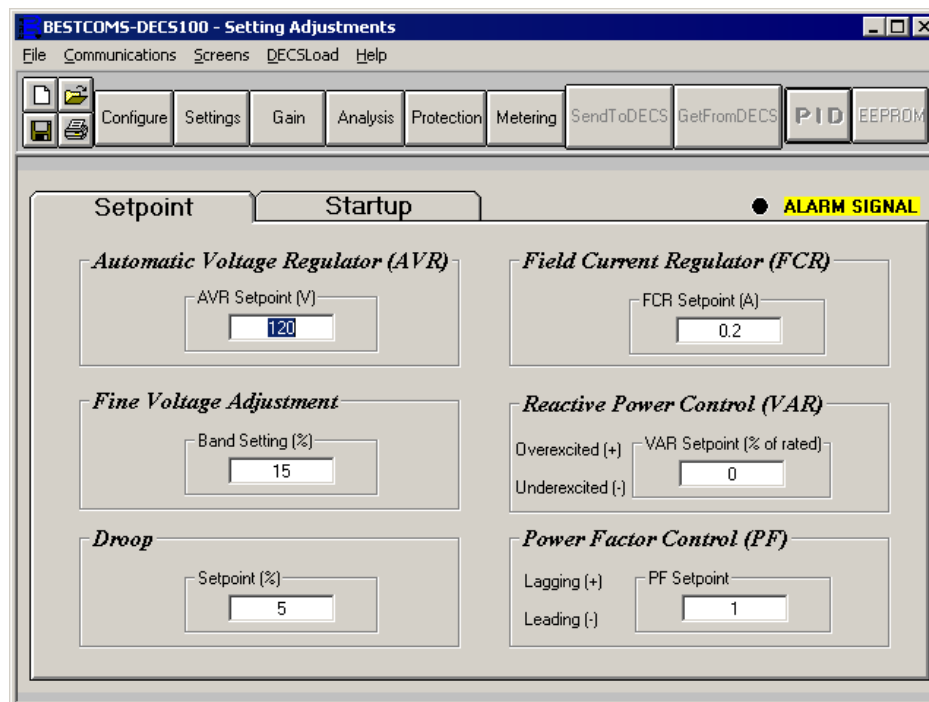 BESTCOMS-DECS100 - Setting Adjustments
File Communications Screens DECSLoad Help
Configure Settings Gain Analysis Protection Metering SendToDECS GetFromDECS PID EEPROM
Setpoint Startup ALARM SIGNAL
Automatic Voltage Regulator (AVR)
AVR Setpoint (V)
120
Field Current Regulator (FCR)
FCR Setpoint (A)
0.2
Fine Voltage Adjustment
Band Setting (%)
15
Reactive Power Control (VAR)
Overexcited (+)
Underexcited (-)
VAR Setpoint (% of rated)
0
Droop
Setpoint (%)
5
Power Factor Control (PF)
Lagging (+)
Leading (-)
PF Setpoint
1